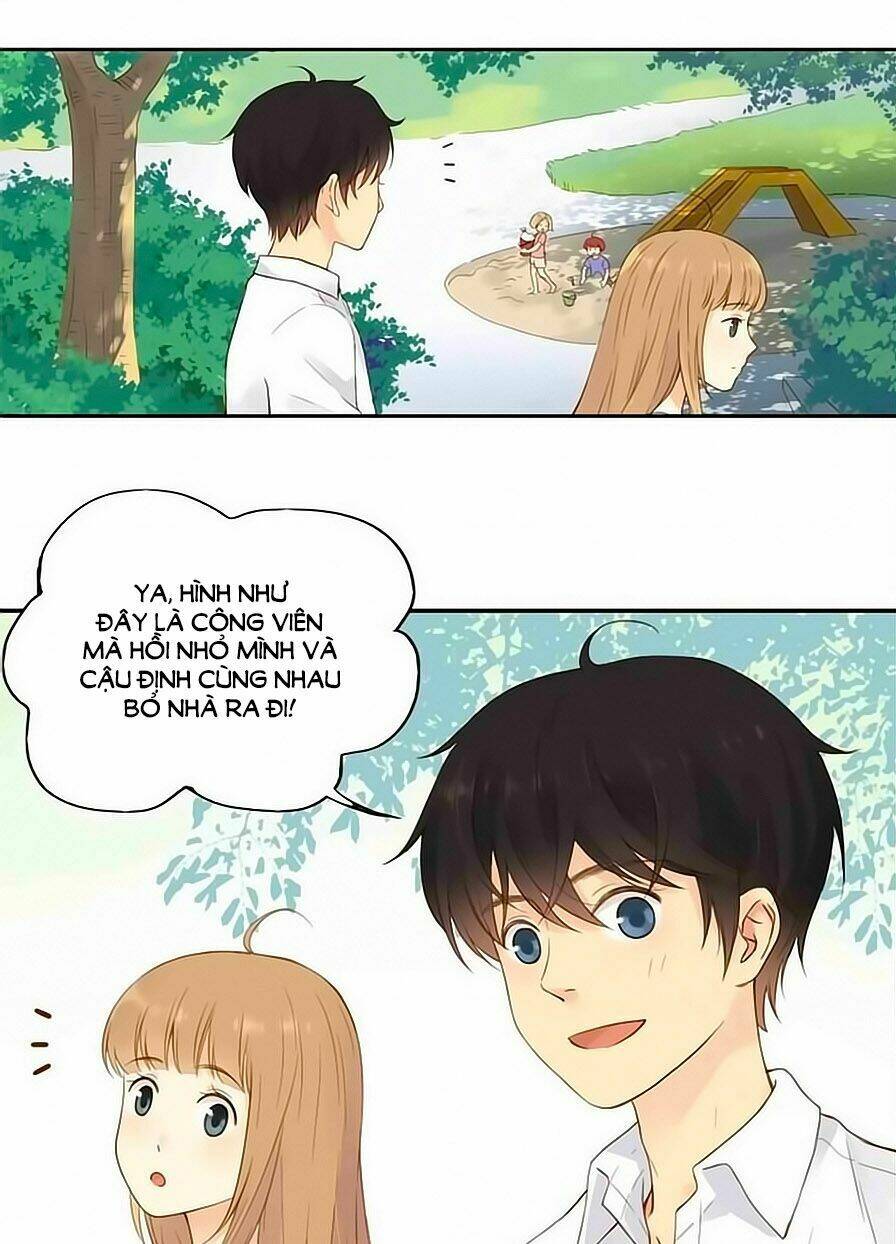 YA, HÌNH NHƯ
ĐÂY LÀ CÔNG VIÊN
MÀ HỒI NHỎ MÌNH VÀ
CẬU ĐỊNH CÙNG NHAU
BỎ NHÀ RA ĐI!